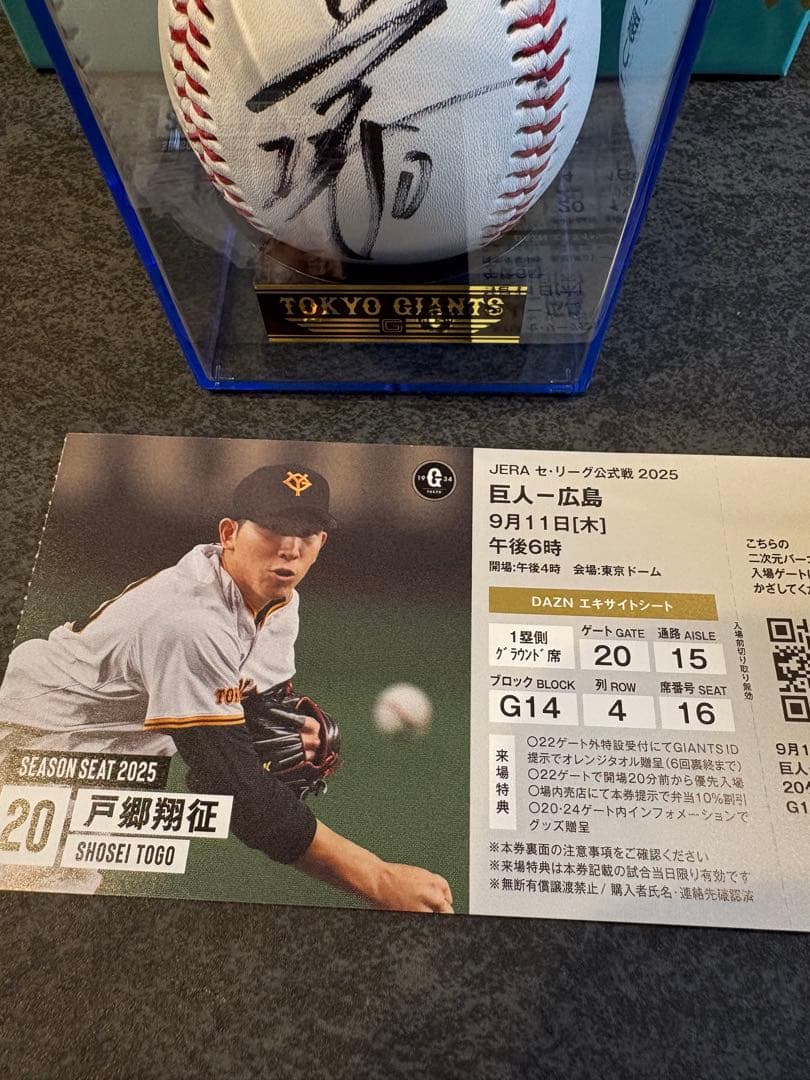 TOKYO GIANTS
G
1934
G
TOKYO
TOK
SEASON SEAT 2025
20
戸郷翔征
SHOSEI TOGO
JERA セ・リーグ公式戦 2025
巨人ー広島
9月11日[木]
午後6時
開場:午後4時 会場:東京ドーム
DAZN エキサイトシート
1塁側
グラウンド席
ゲート GATE
20
通路 AISLE
15
ブロック BLOCK
G14
列 ROW
4
席番号 SEAT
16
来場特典
○22ゲート外特設受付にてGIANTS ID
提示でオレンジタオル贈呈(6回裏終まで)
○22ゲートで開場20分前から優先入場
○場内売店にて本券提示で弁当10%割引
○20・24ゲート内インフォメーションで
グッズ贈呈
※本券裏面の注意事項をご確認ください
※来場特典は本券記載の試合当日限り有効です
※無断有償譲渡禁止/ 購入者氏名・連絡先確認済
入場前切り取り無効
こちらの
二次元バー
入場ゲート
かざしてく
9月1
巨人ー
20ゲ
G1